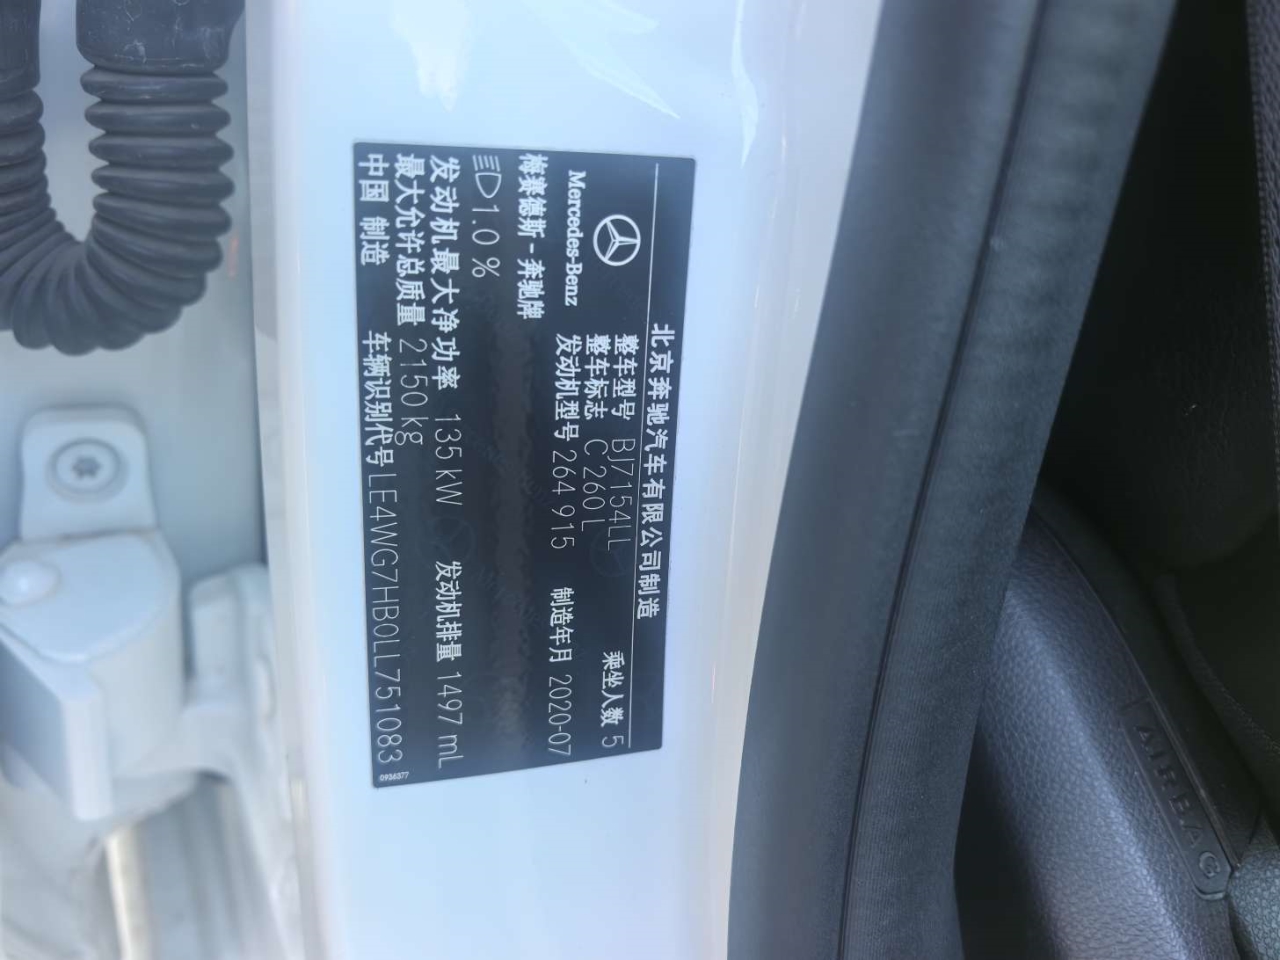 北京奔驰汽车有限公司制造
Mercedes-Benz
梅赛德斯-奔驰牌
整车型号 BJ7154LL
乘坐人数 5
整车标志 C 260 L
发动机型号 264 915
制造年月 2020-07
1.0 %
发动机最大净功率 135 kW
发动机排量 1497 mL
最大允许总质量 2150 kg
中国 制造
车辆识别代号 LE4WG7HB0LL751083
0936377
AIRBAG